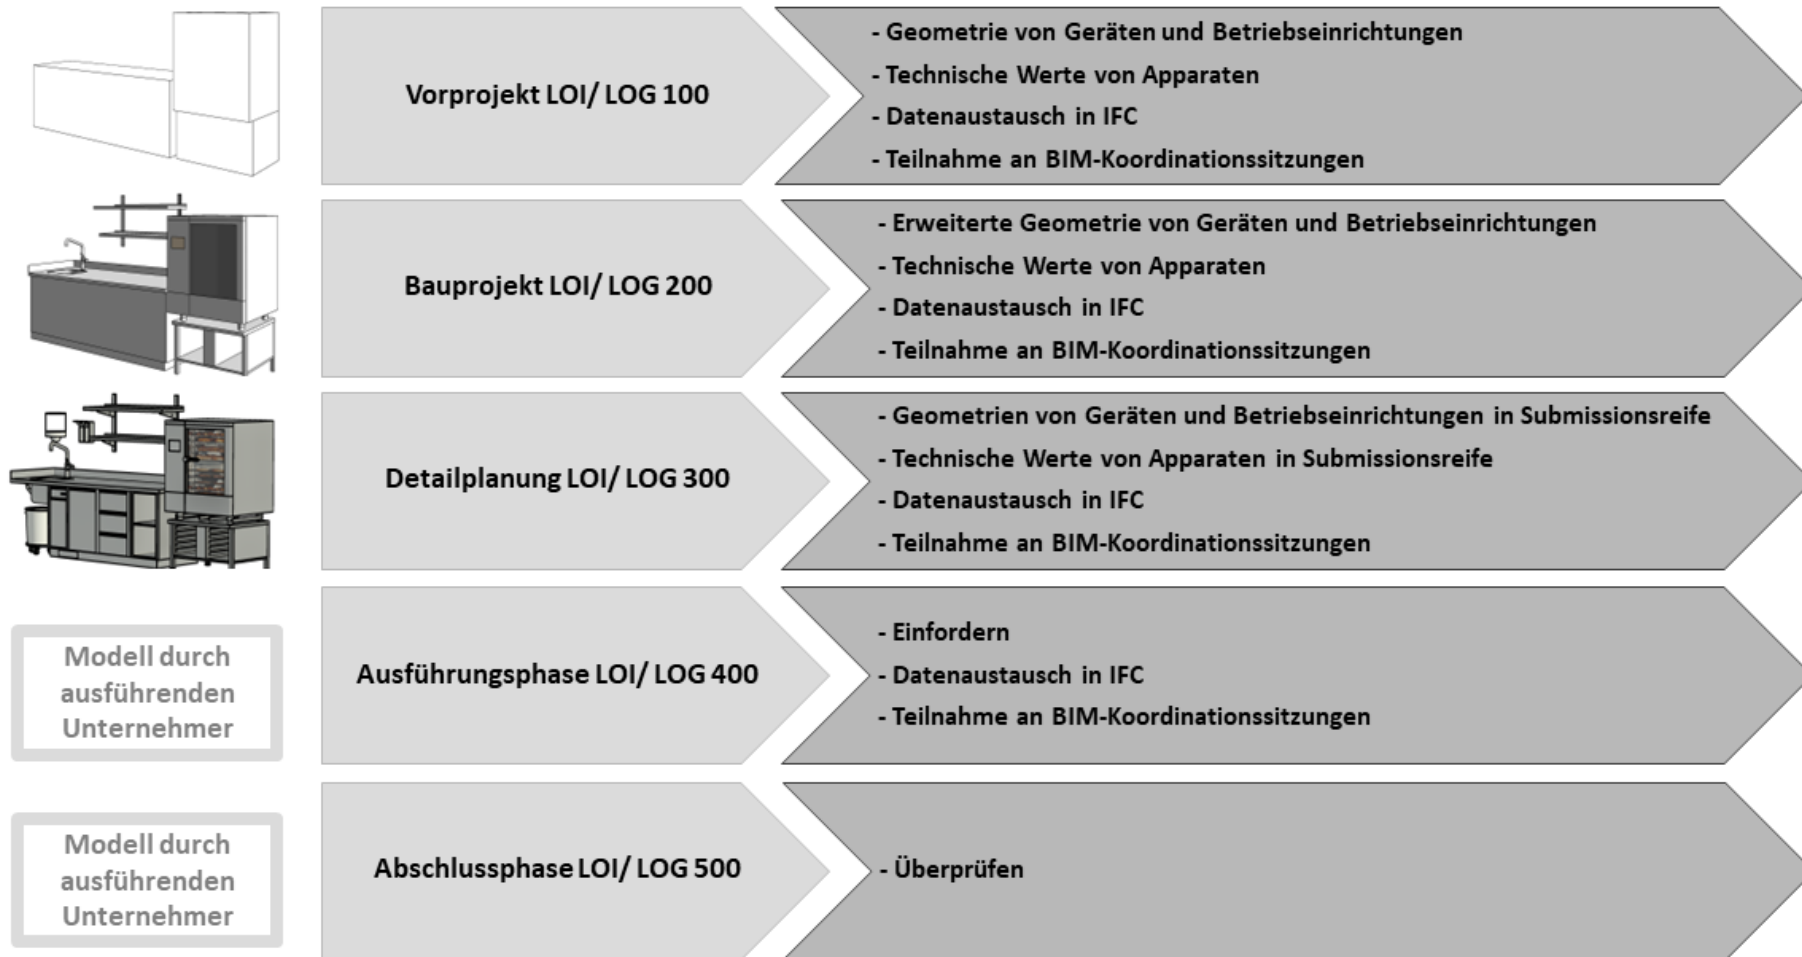 Vorprojekt LOI/ LOG 100
- Geometrie von Geräten und Betriebseinrichtungen
- Technische Werte von Apparaten
- Datenaustausch in IFC
- Teilnahme an BIM-Koordinationssitzungen
Bauprojekt LOI/ LOG 200
- Erweiterte Geometrie von Geräten und Betriebseinrichtungen
- Technische Werte von Apparaten
- Datenaustausch in IFC
- Teilnahme an BIM-Koordinationssitzungen
Detailplanung LOI/ LOG 300
- Geometrien von Geräten und Betriebseinrichtungen in Submissionsreife
- Technische Werte von Apparaten in Submissionsreife
- Datenaustausch in IFC
- Teilnahme an BIM-Koordinationssitzungen
Modell durch
ausführenden
Unternehmer
Ausführungsphase LOI/ LOG 400
- Einfordern
- Datenaustausch in IFC
- Teilnahme an BIM-Koordinationssitzungen
Modell durch
ausführenden
Unternehmer
Abschlussphase LOI/ LOG 500
- Überprüfen